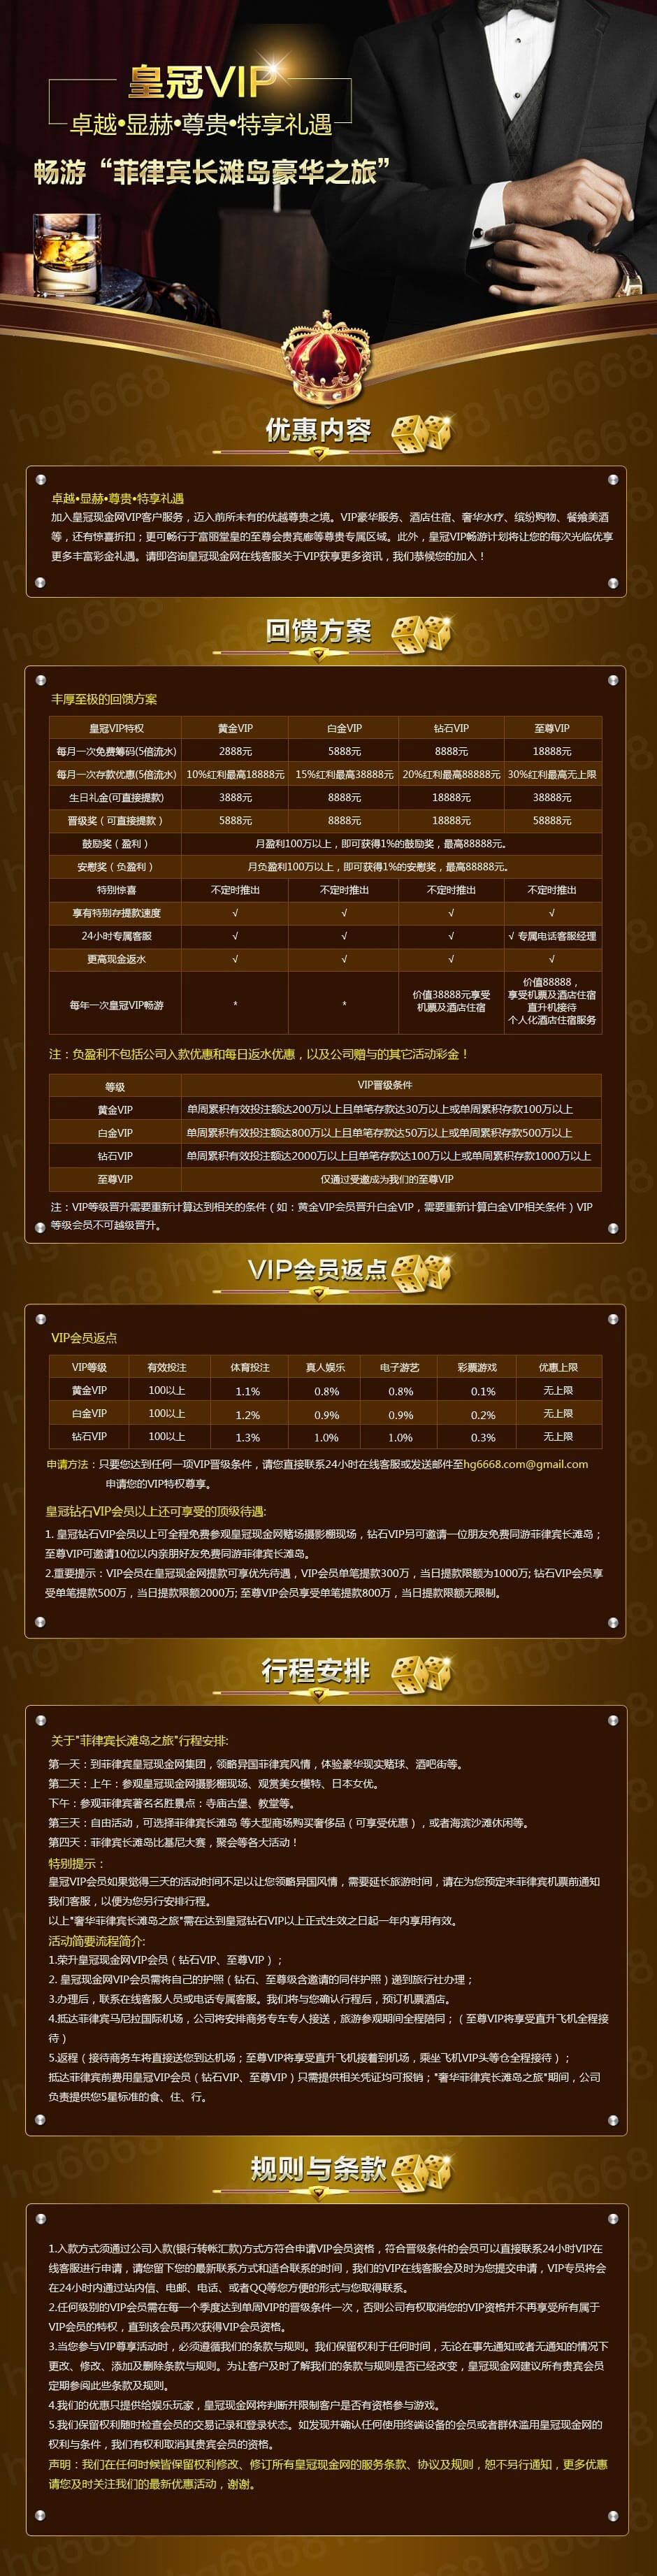 皇冠VIP
卓越•显赫•尊贵•特享礼遇
畅游“菲律宾长滩岛豪华之旅”
优惠内容
卓越•显赫•尊贵•特享礼遇
加入皇冠现金网VIP客户服务，迈入前所未有的优越尊贵之境。VIP豪华服务、酒店住宿、奢华水疗、缤纷购物、餐飨美酒
等，还有惊喜折扣；更可畅行于富丽堂皇的至尊会贵宾廊等尊贵专属区域。此外，皇冠VIP畅游计划将让您的每次光临优享
更多丰富彩金礼遇。请即咨询皇冠现金网在线客服关于VIP获享更多资讯，我们恭候您的加入！
回馈方案
丰厚至极的回馈方案
皇冠VIP特权 黄金VIP 白金VIP 钻石VIP 至尊VIP
每月一次免费筹码(5倍流水) 2888元 5888元 8888元 18888元
每月一次存款优惠(5倍流水) 10%红利最高18888元 15%红利最高38888元 20%红利最高88888元 30%红利最高无上限
生日礼金(可直接提款) 3888元 8888元 18888元 38888元
晋级奖（可直接提款） 5888元 8888元 18888元 58888元
鼓励奖（盈利） 月盈利100万以上，即可获得1%的鼓励奖，最高88888元。
安慰奖（负盈利） 月负盈利100万以上，即可获得1%的安慰奖，最高88888元。
特别惊喜 不定时推出 不定时推出 不定时推出 不定时推出
享有特别存提款速度 √ √ √ √
24小时专属客服 √ √ √ √ 专属电话客服经理
更高现金返水 √ √ √ √
每年一次皇冠VIP畅游 * * 价值38888元享受
机票及酒店住宿 价值88888，
享受机票及酒店住宿
直升机接待
个人化酒店住宿服务
注：负盈利不包括公司入款优惠和每日返水优惠，以及公司赠与的其它活动彩金！
等级 VIP晋级条件
黄金VIP 单周累积有效投注额达200万以上且单笔存款达30万以上或单周累积存款100万以上
白金VIP 单周累积有效投注额达800万以上且单笔存款达50万以上或单周累积存款500万以上
钻石VIP 单周累积有效投注额达2000万以上且单笔存款达100万以上或单周累积存款1000万以上
至尊VIP 仅通过受邀成为我们的至尊VIP
注：VIP等级晋升需要重新计算达到相关的条件（如：黄金VIP会员晋升白金VIP，需要重新计算白金VIP相关条件）VIP
等级会员不可越级晋升。
VIP会员返点
VIP会员返点
VIP等级 有效投注 体育投注 真人娱乐 电子游艺 彩票游戏 优惠上限
黄金VIP 100以上 1.1% 0.8% 0.8% 0.1% 无上限
白金VIP 100以上 1.2% 0.9% 0.9% 0.2% 无上限
钻石VIP 100以上 1.3% 1.0% 1.0% 0.3% 无上限
申请方法：只要您达到任何一项VIP晋级条件，请您直接联系24小时在线客服或发送邮件至hg6668.com@gmail.com
申请您的VIP特权尊享。
皇冠钻石VIP会员以上还可享受的顶级待遇:
1. 皇冠钻石VIP会员以上可全程免费参观皇冠现金网赌场摄影棚现场，钻石VIP另可邀请一位朋友免费同游菲律宾长滩岛；
至尊VIP可邀请10位以内亲朋好友免费同游菲律宾长滩岛。
2.重要提示：VIP会员在皇冠现金网提款可享优先待遇，VIP会员单笔提款300万，当日提款限额为1000万; 钻石VIP会员享
受单笔提款500万，当日提款限额2000万; 至尊VIP会员享受单笔提款800万，当日提款限额无限制。
行程安排
关于"菲律宾长滩岛之旅"行程安排:
第一天：到菲律宾皇冠现金网集团，领略异国菲律宾风情，体验豪华现实赌球、酒吧街等。
第二天：上午：参观皇冠现金网摄影棚现场、观赏美女模特、日本女优。
下午：参观菲律宾著名名胜景点：寺庙古堡、教堂等。
第三天：自由活动，可选择菲律宾长滩岛 等大型商场购买奢侈品（可享受优惠），或者海滨沙滩休闲等。
第四天：菲律宾长滩岛比基尼大赛，聚会等各大活动！
特别提示：
皇冠VIP会员如果觉得三天的活动时间不足以让您领略异国风情，需要延长旅游时间，请在为您预定来菲律宾机票前通知
我们客服，以便为您另行安排行程。
以上"奢华菲律宾长滩岛之旅"需在达到皇冠钻石VIP以上正式生效之日起一年内享用有效。
活动简要流程简介:
1.荣升皇冠现金网VIP会员（钻石VIP、至尊VIP）；
2. 皇冠现金网VIP会员需将自己的护照（钻石、至尊级含邀请的同伴护照）递到旅行社办理；
3.办理后，联系在线客服人员或电话专属客服。我们将与您确认行程后，预订机票酒店。
4.抵达菲律宾马尼拉国际机场，公司将安排商务专车专人接送，旅游参观期间全程陪同；（至尊VIP将享受直升飞机全程接
待）
5.返程（接待商务车将直接送您到达机场；至尊VIP将享受直升飞机接着到机场，乘坐飞机VIP头等仓全程接待）；
抵达菲律宾前费用皇冠VIP会员（钻石VIP、至尊VIP）只需提供相关凭证均可报销；"奢华菲律宾长滩岛之旅"期间，公司
负责提供您5星标准的食、住、行。
规则与条款
1.入款方式须通过公司入款(银行转帐汇款)方式方符合申请VIP会员资格，符合晋级条件的会员可以直接联系24小时VIP在
线客服进行申请，请您留下您的最新联系方式和适合联系的时间，我们的VIP在线客服会及时为您提交申请，VIP专员将会
在24小时内通过站内信、电邮、电话、或者QQ等您方便的形式与您取得联系。
2.任何级别的VIP会员需在每一个季度达到单周VIP的晋级条件一次，否则公司有权取消您的VIP资格并不再享受所有属于
VIP会员的特权，直到该会员再次获得VIP会员资格。
3.当您参与VIP尊享活动时，必须遵循我们的条款与规则。我们保留权利于任何时间，无论在事先通知或者无通知的情况下
更改、修改、添加及删除条款与规则。为让客户及时了解我们的条款与规则是否已经改变，皇冠现金网建议所有贵宾会员
定期参阅此些条款及规则。
4.我们的优惠只提供给娱乐玩家，皇冠现金网将判断并限制客户是否有资格参与游戏。
5.我们保留权利随时检查会员的交易记录和登录状态。如发现并确认任何使用终端设备的会员或者群体滥用皇冠现金网的
权利与条件，我们有权利取消其贵宾会员的资格。
声明：我们在任何时候皆保留权利修改、修订所有皇冠现金网的服务条款、协议及规则，恕不另行通知，更多优惠
请您及时关注我们的最新优惠活动，谢谢。